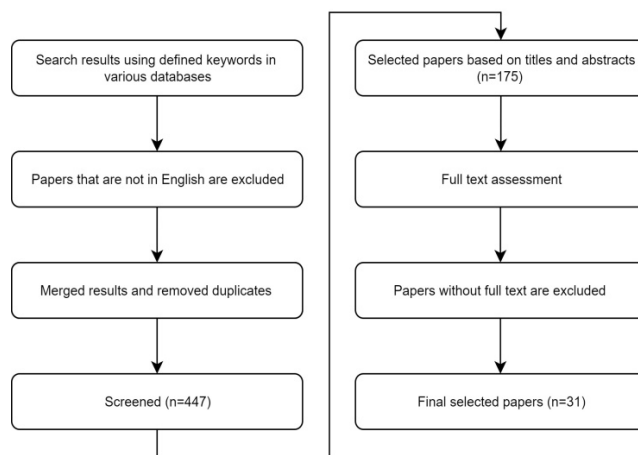 Search results using defined keywords in
various databases
Papers that are not in English are excluded
Merged results and removed duplicates
Screened (n=447)
Selected papers based on titles and abstracts
(n=175)
Full text assessment
Papers without full text are excluded
Final selected papers (n=31)